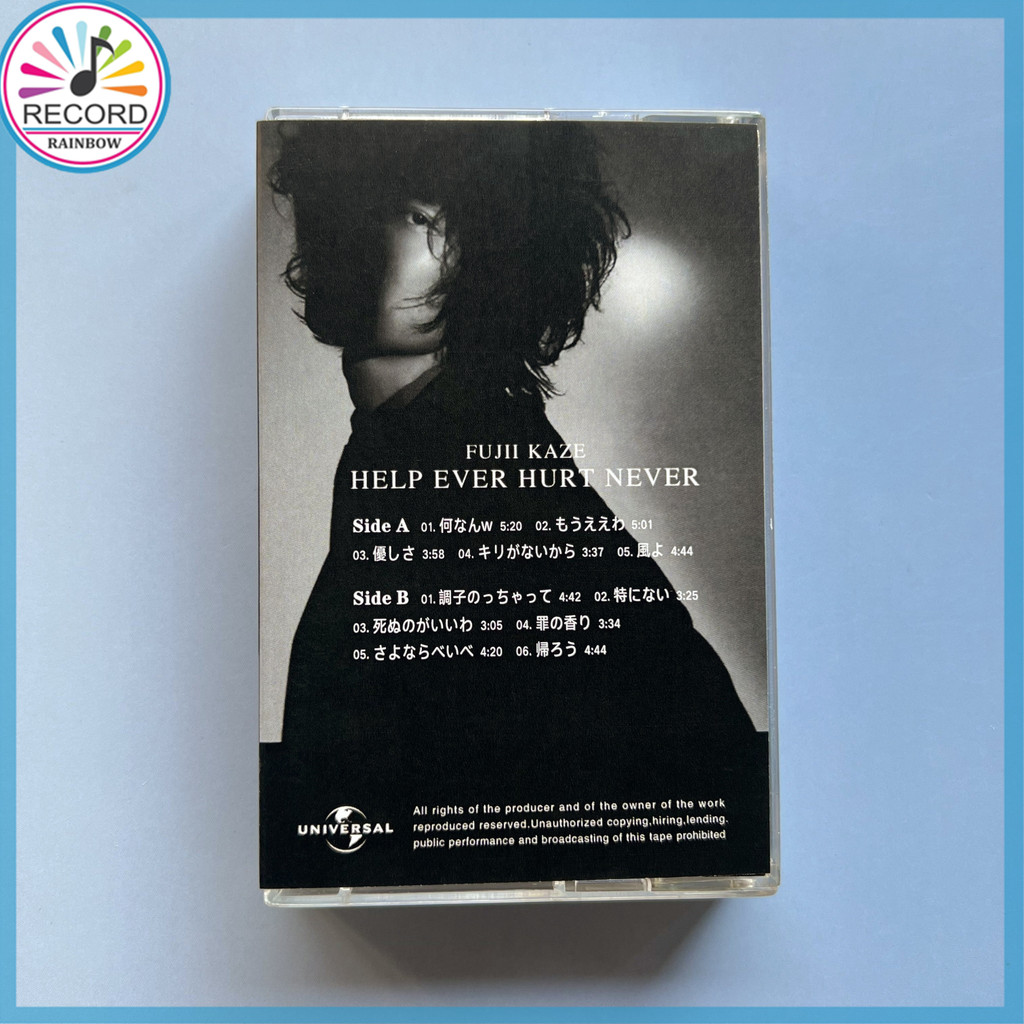 RECORD
RAINBOW
FUJII KAZE
HELP EVER HURT NEVER
Side A 01. 何なんw 5:20 02. もうええわ 5:01
03. 優しさ 3:58 04. キリがないから 3:37 05. 風よ 4:44
Side B 01. 調子のっちゃって 4:42 02. 特にない 3:25
03. 死ぬのがいいわ 3:05 04. 罪の香り 3:34
05. さよならべいべ 4:20 06. 帰ろう 4:44
UNIVERSAL
All rights of the producer and of the owner of the work
reproduced reserved.Unauthorized copying,hiring,lending.
public performance and broadcasting of this tape prohibited